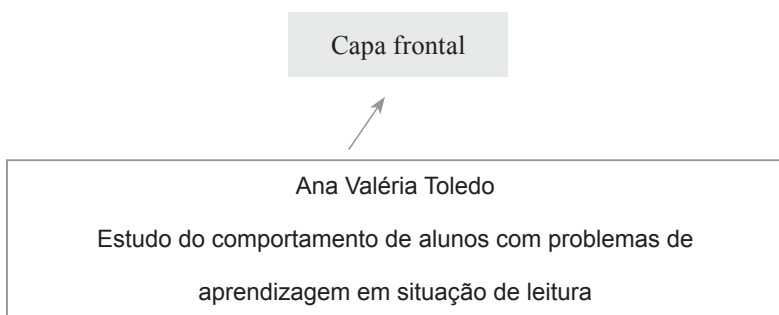 Capa frontal
Ana Valéria Toledo
Estudo do comportamento de alunos com problemas de
aprendizagem em situação de leitura